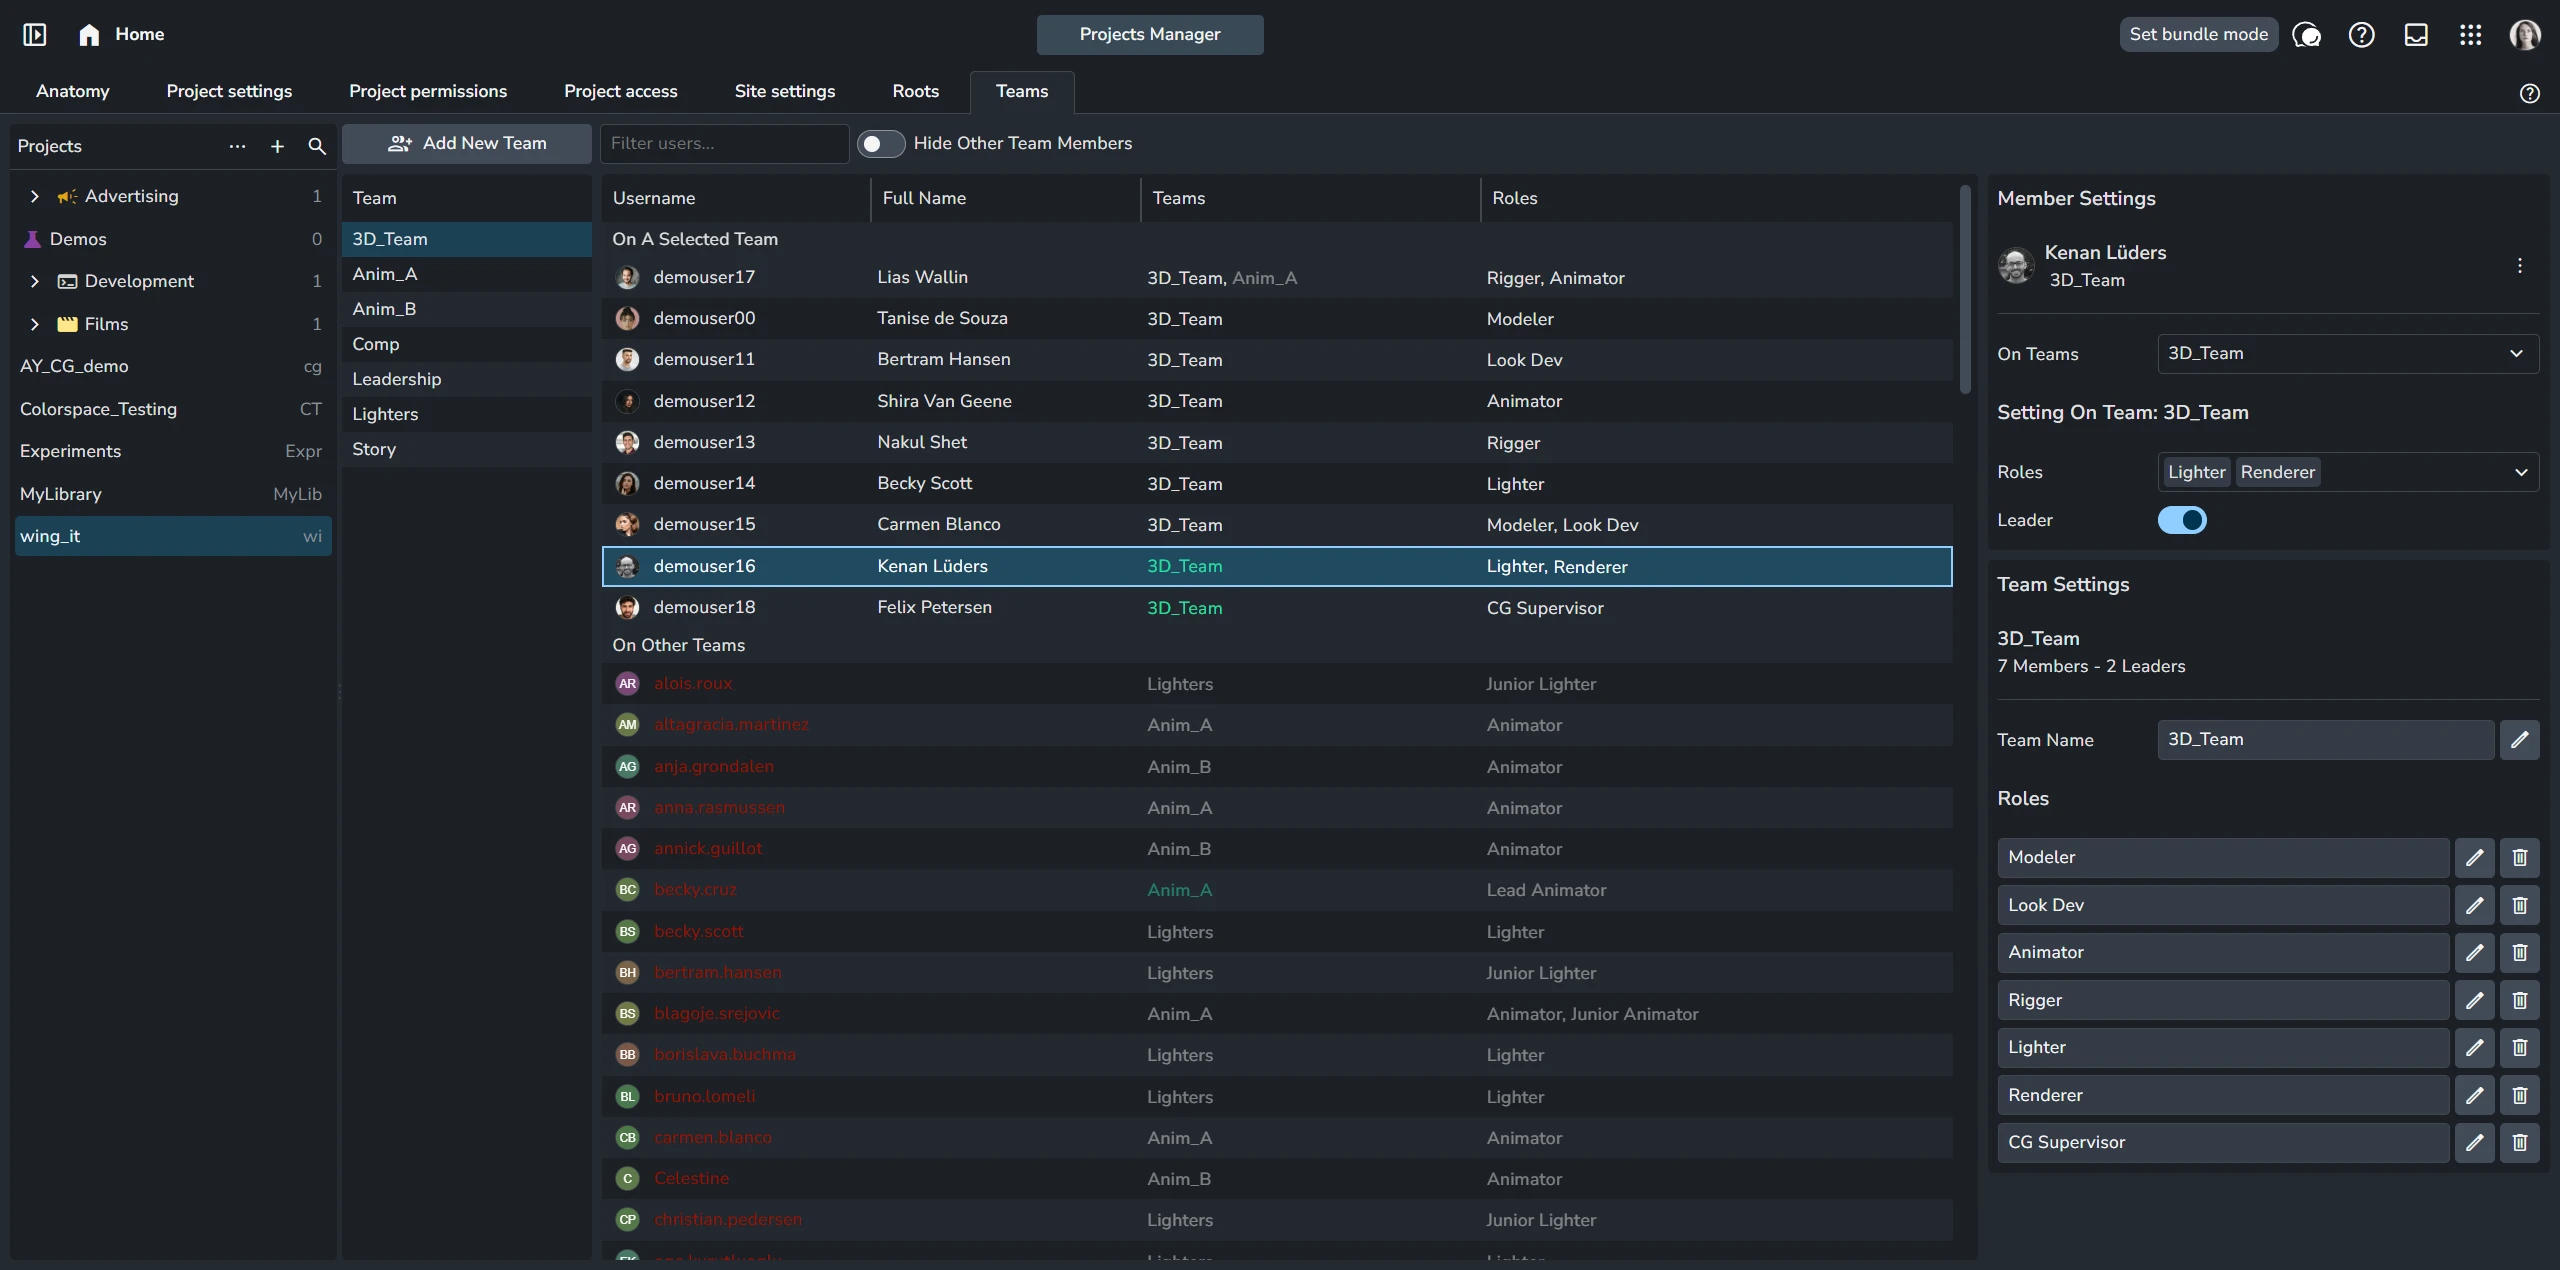 Home
Projects Manager
Set bundle mode
Anatomy Project settings Project permissions Project access Site settings Roots Teams
Projects
Advertising 1
Demos 0
Development 1
Films 1
AY_CG_demo cg
Colorspace_Testing CT
Experiments Expr
MyLibrary MyLib
wing_it wi
Add New Team
Team
3D_Team
Anim_A
Anim_B
Comp
Leadership
Lighters
Story
Filter users... Hide Other Team Members
Username Full Name Teams Roles
On A Selected Team
demouser17 Lias Wallin 3D_Team, Anim_A Rigger, Animator
demouser00 Tanise de Souza 3D_Team Modeler
demouser11 Bertram Hansen 3D_Team Look Dev
demouser12 Shira Van Geene 3D_Team Animator
demouser13 Nakul Shet 3D_Team Rigger
demouser14 Becky Scott 3D_Team Lighter
demouser15 Carmen Blanco 3D_Team Modeler, Look Dev
demouser16 Kenan Lüders 3D_Team Lighter, Renderer
demouser18 Felix Petersen 3D_Team CG Supervisor
On Other Teams
AR alois.roux Lighters Junior Lighter
AM altagracia.martinez Anim_A Animator
AG anja.grondalen Anim_B Animator
AR anna.rasmussen Anim_A Animator
AG annick.guillot Anim_B Animator
BC becky.cruz Anim_A Lead Animator
BS becky.scott Lighters Lighter
BH bertram.hansen Lighters Junior Lighter
BS blagoje.srejovic Anim_A Animator, Junior Animator
BB borislava.buchma Lighters Lighter
BL bruno.lomeli Lighters Lighter
CB carmen.blanco Anim_A Animator
C Celestine Anim_B Animator
CP christian.pedersen Lighters Junior Lighter
Lighters Lighter
Member Settings
Kenan Lüders
3D_Team
On Teams 3D_Team
Setting On Team: 3D_Team
Roles Lighter Renderer
Leader
Team Settings
3D_Team
7 Members - 2 Leaders
Team Name 3D_Team
Roles
Modeler
Look Dev
Animator
Rigger
Lighter
Renderer
CG Supervisor